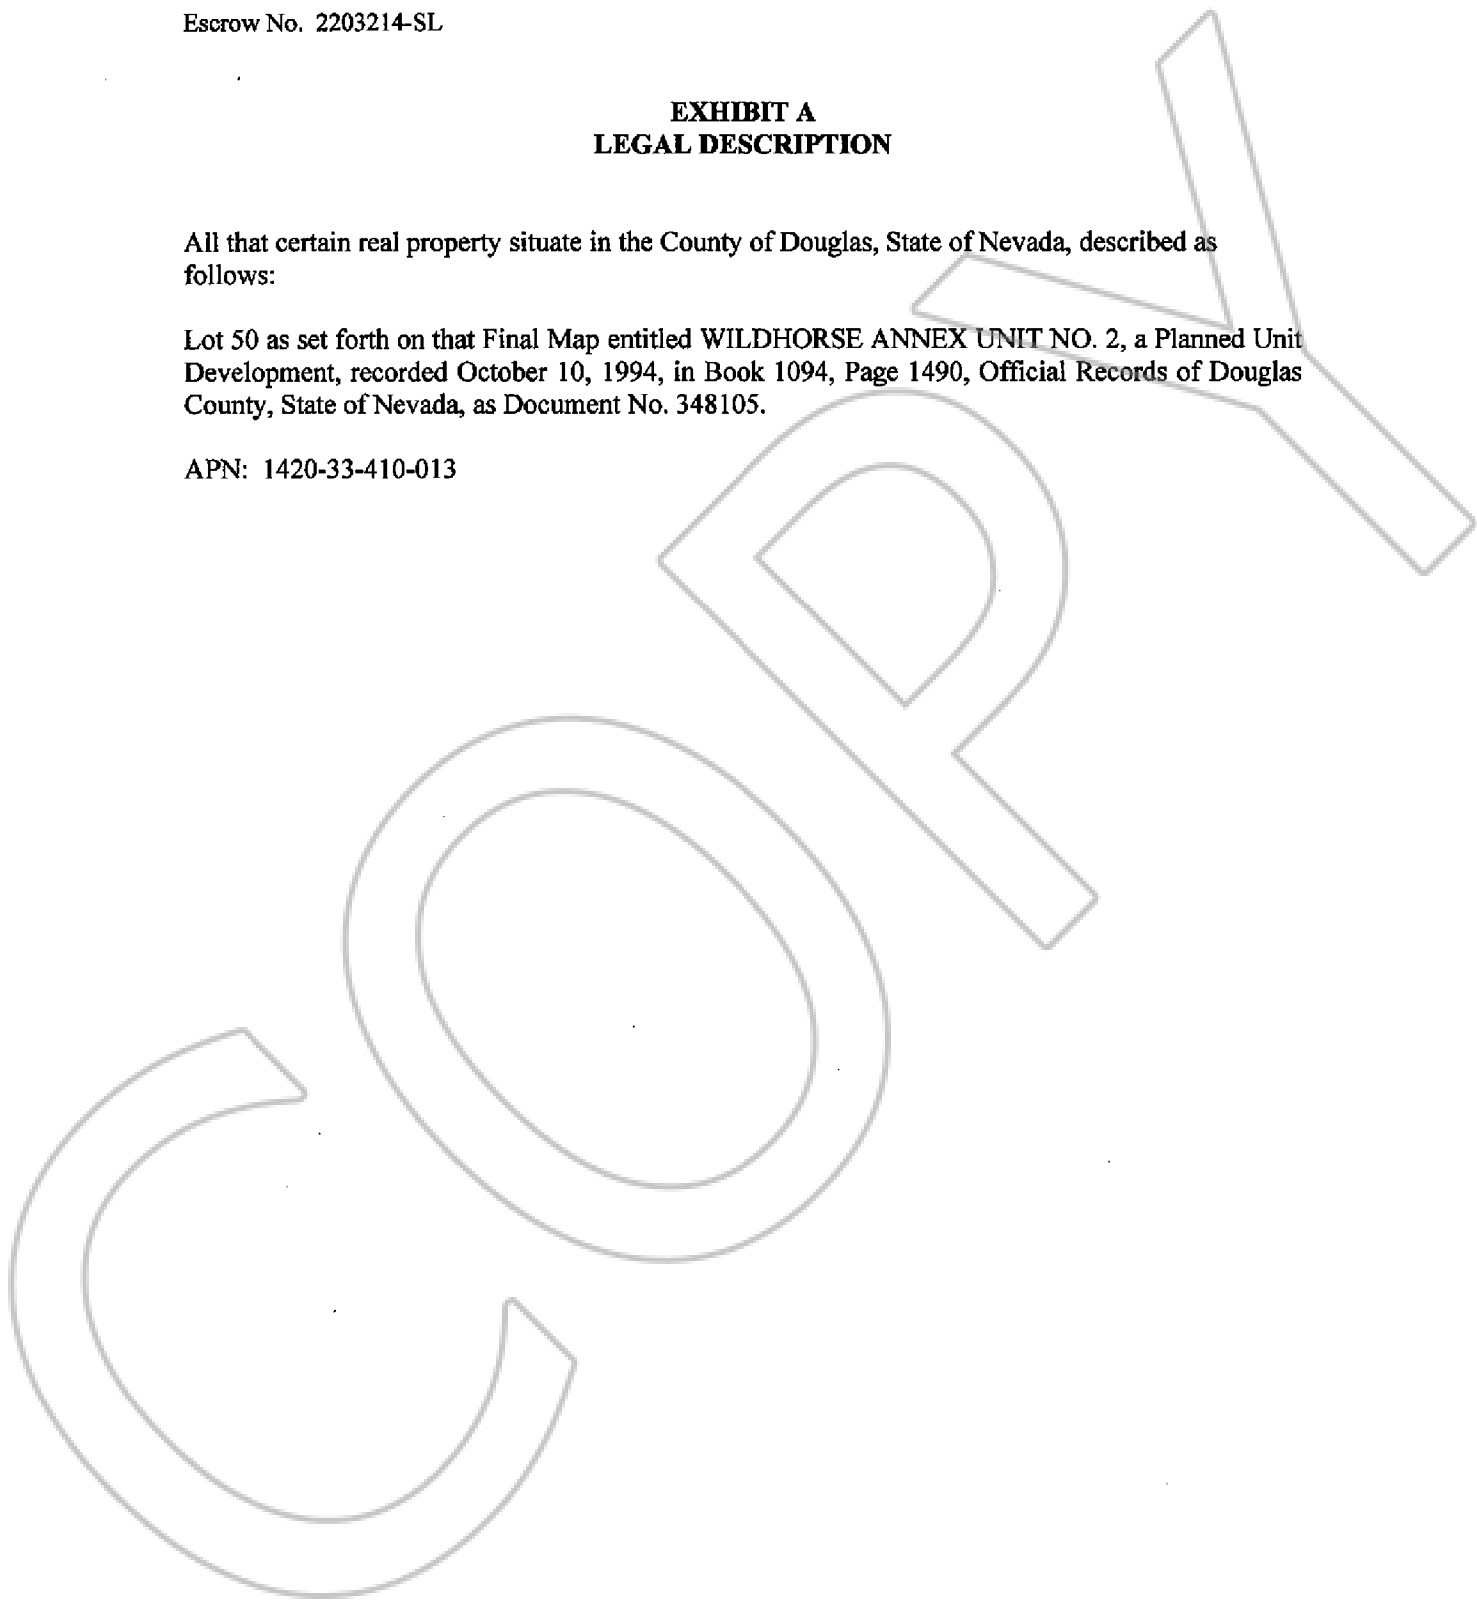 Escrow No. 2203214-SL
EXHIBIT A
LEGAL DESCRIPTION
All that certain real property situate in the County of Douglas, State of Nevada, described as
follows:
Lot 50 as set forth on that Final Map entitled WILDHORSE ANNEX UNIT NO. 2, a Planned Unit
Development, recorded October 10, 1994, in Book 1094, Page 1490, Official Records of Douglas
County, State of Nevada, as Document No. 348105.
APN: 1420-33-410-013
COPY